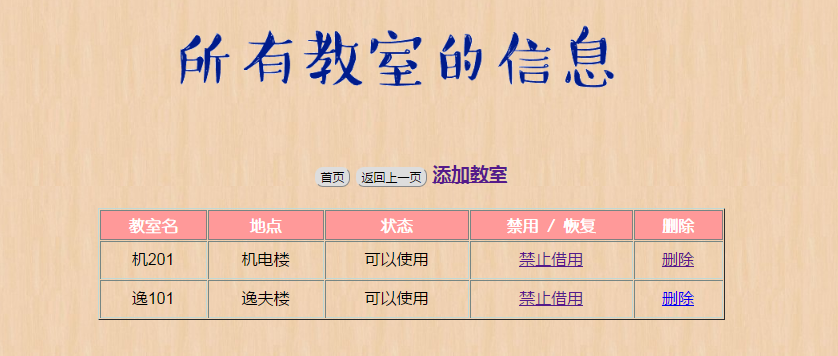 所有教室的信息
首页 返回上一页 添加教室
教室名 地点 状态 禁用 / 恢复 删除
机201 机电楼 可以使用 禁止借用 删除
逸101 逸夫楼 可以使用 禁止借用 删除